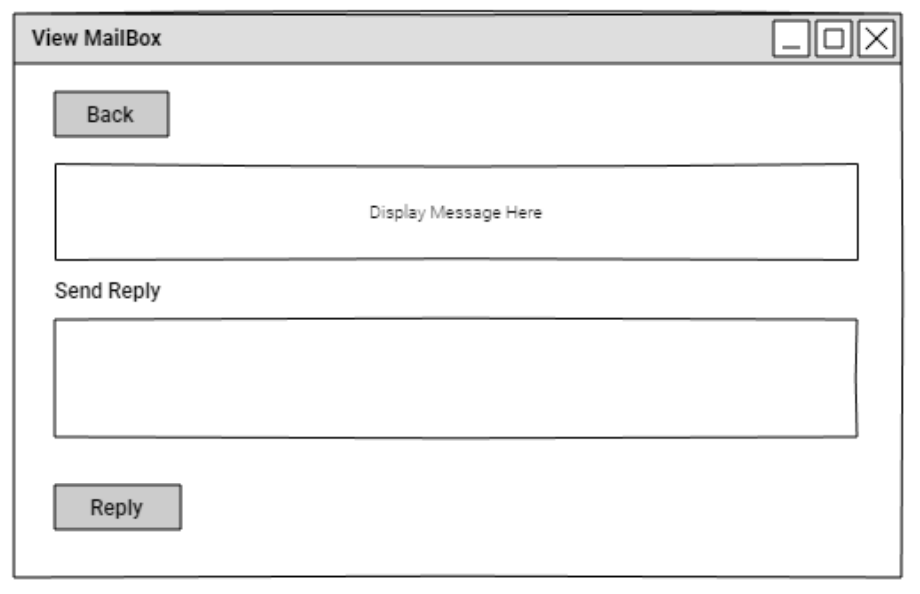 View MailBox
Back
Display Message Here
Send Reply
Reply